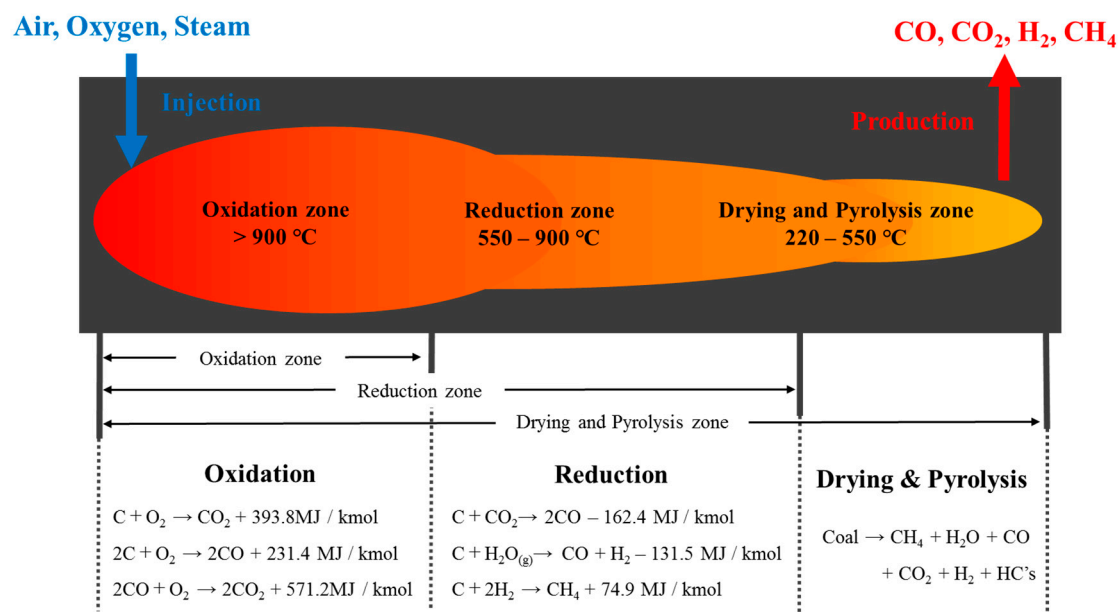 Air, Oxygen, Steam
CO, CO₂, H₂, CH₄
Injection
Production
Oxidation zone
> 900 ℃
Reduction zone
550 – 900 ℃
Drying and Pyrolysis zone
220 – 550 ℃
Oxidation zone
Reduction zone
Drying and Pyrolysis zone
Oxidation
C + O₂ → CO₂ + 393.8MJ / kmol
2C + O₂ → 2CO + 231.4 MJ / kmol
2CO + O₂ → 2CO₂ + 571.2MJ / kmol
Reduction
C + CO₂→ 2CO – 162.4 MJ / kmol
C + H₂O₍g₎→ CO + H₂ – 131.5 MJ / kmol
C + 2H₂ → CH₄ + 74.9 MJ / kmol
Drying & Pyrolysis
Coal → CH₄ + H₂O + CO
+ CO₂ + H₂ + HC's